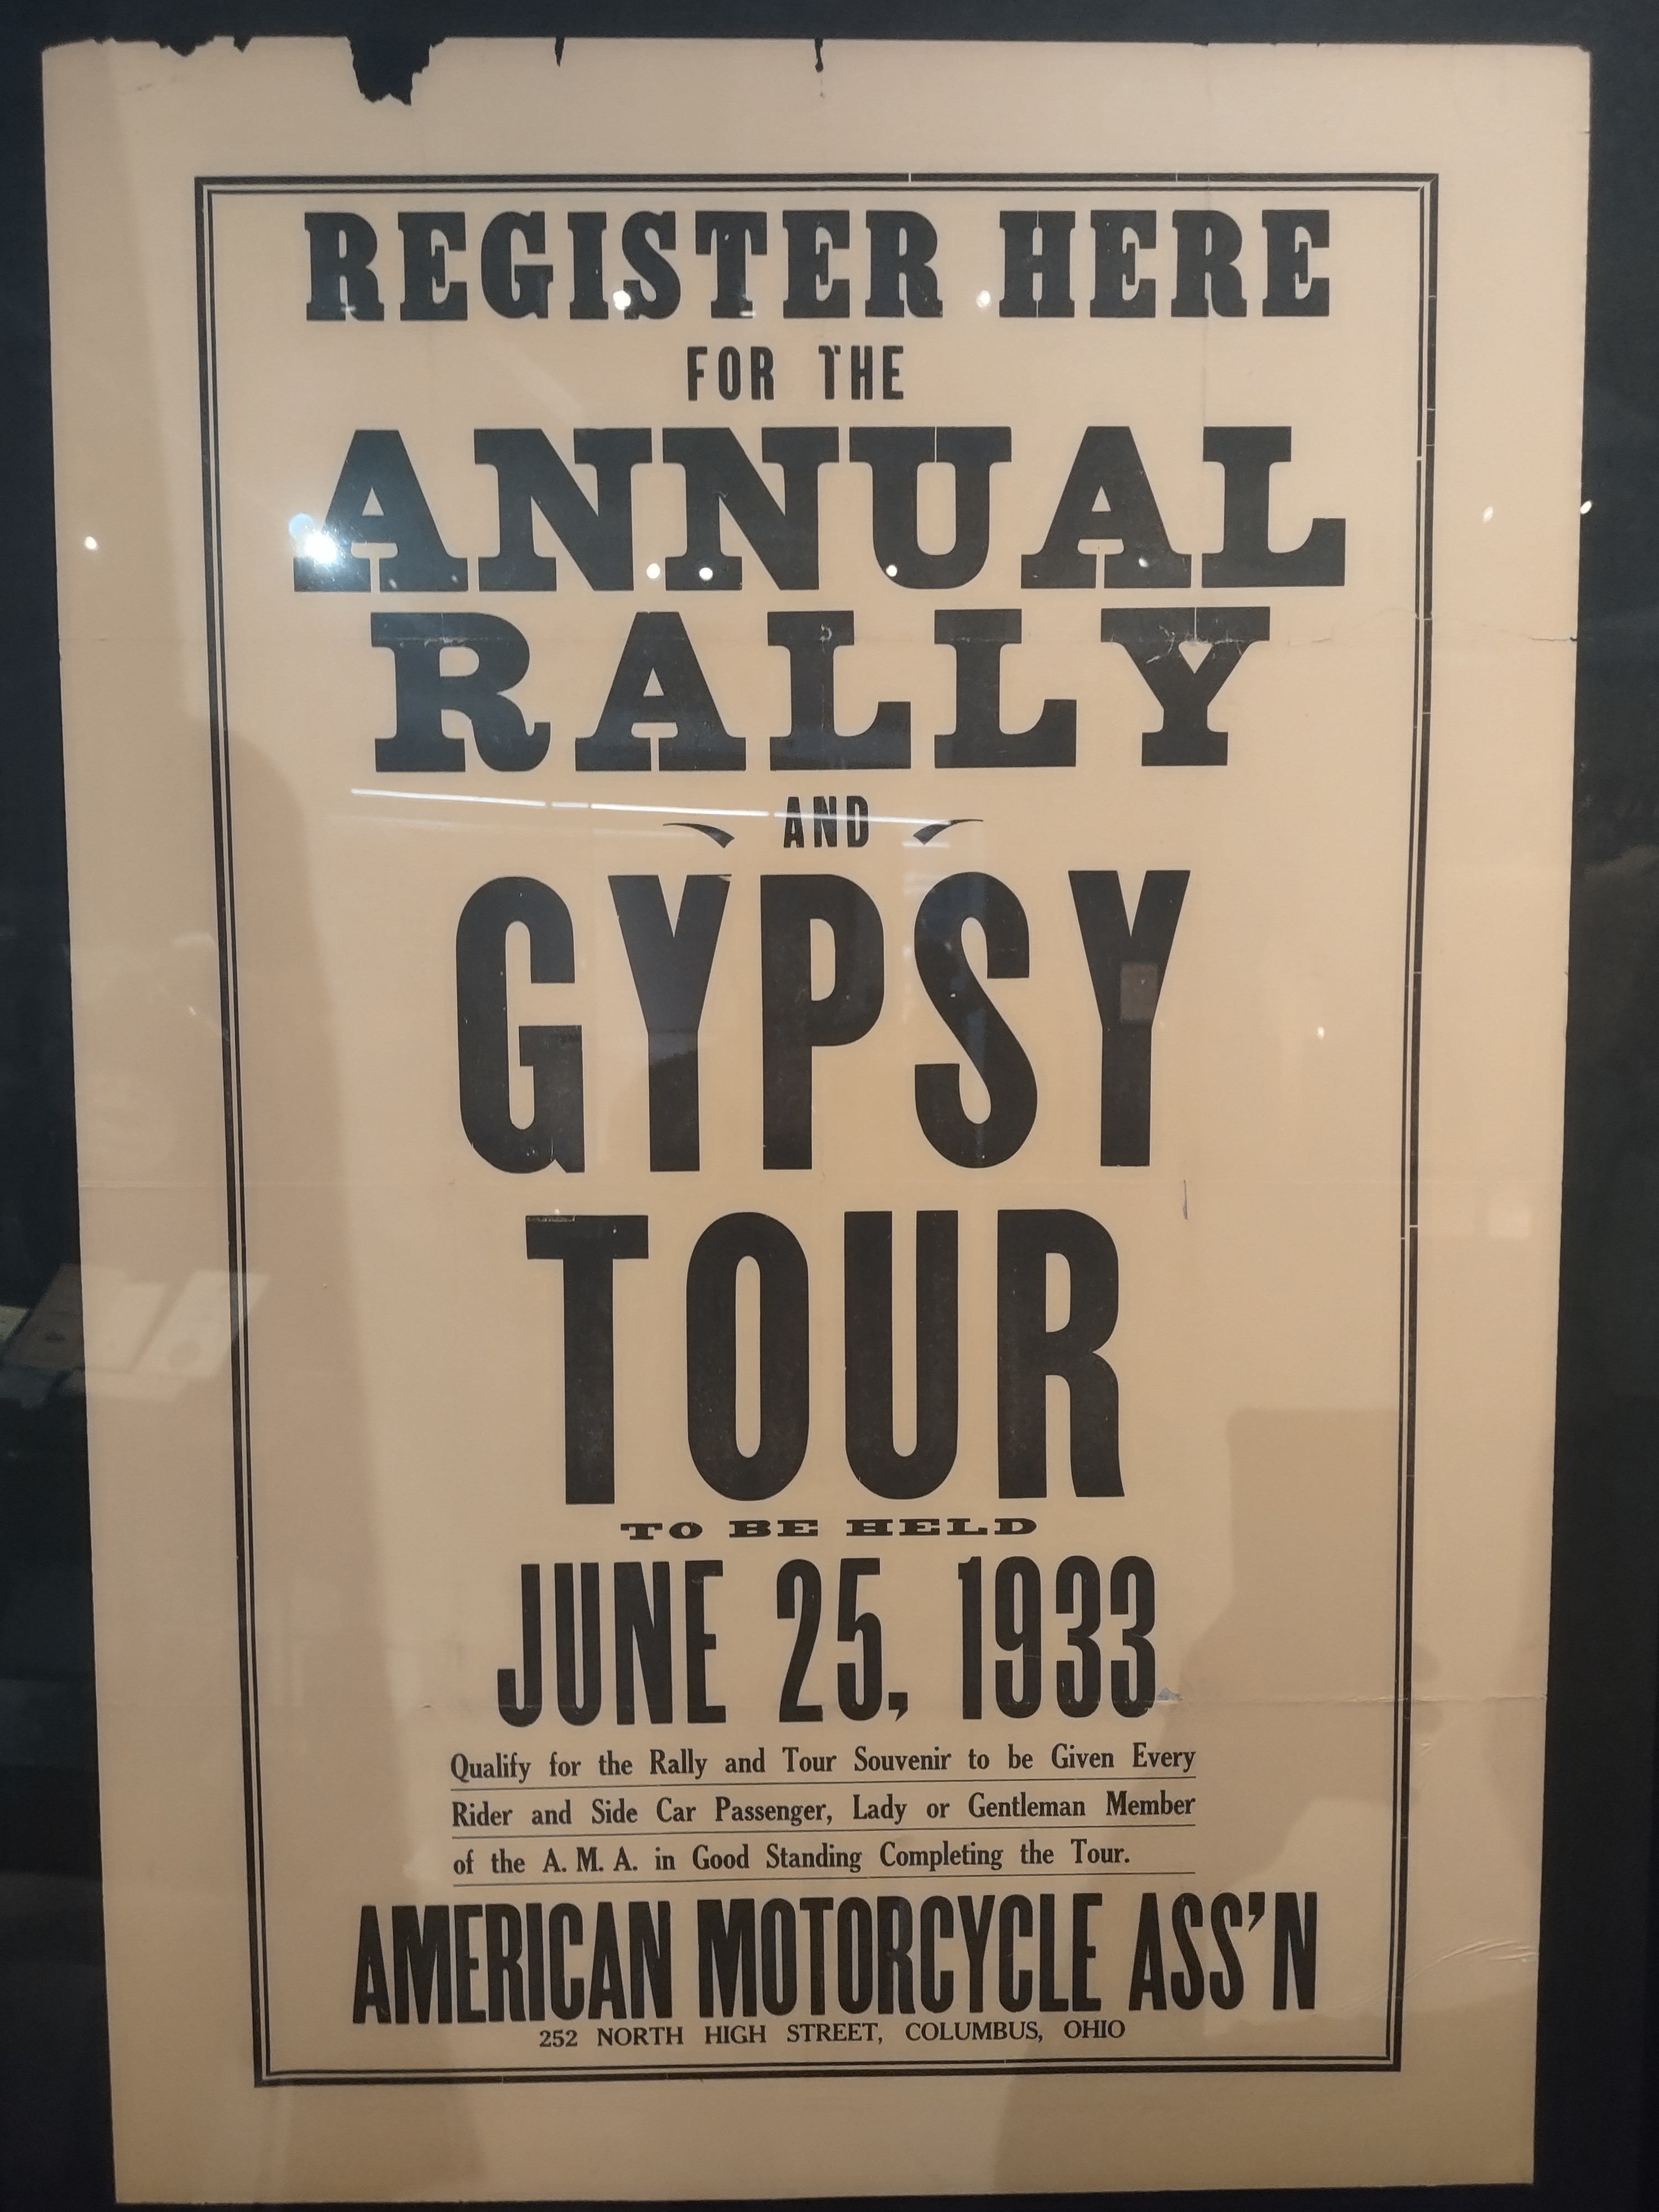 REGISTER HERE
FOR THE
ANNUAL
RALLY
AND
GYPSY
TOUR
TO BE HELD
JUNE 25, 1933
Qualify for the Rally and Tour Souvenir to be Given Every
Rider and Side Car Passenger, Lady or Gentleman Member
of the A. M. A. in Good Standing Completing the Tour.
AMERICAN MOTORCYCLE ASS'N
252 NORTH HIGH STREET, COLUMBUS, OHIO